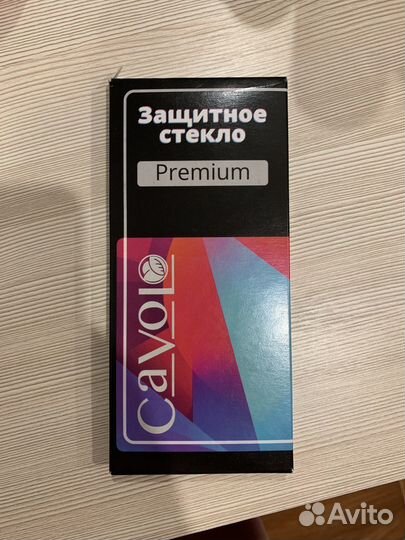 Защитное
стекло
Premium
Cavolo
Avito